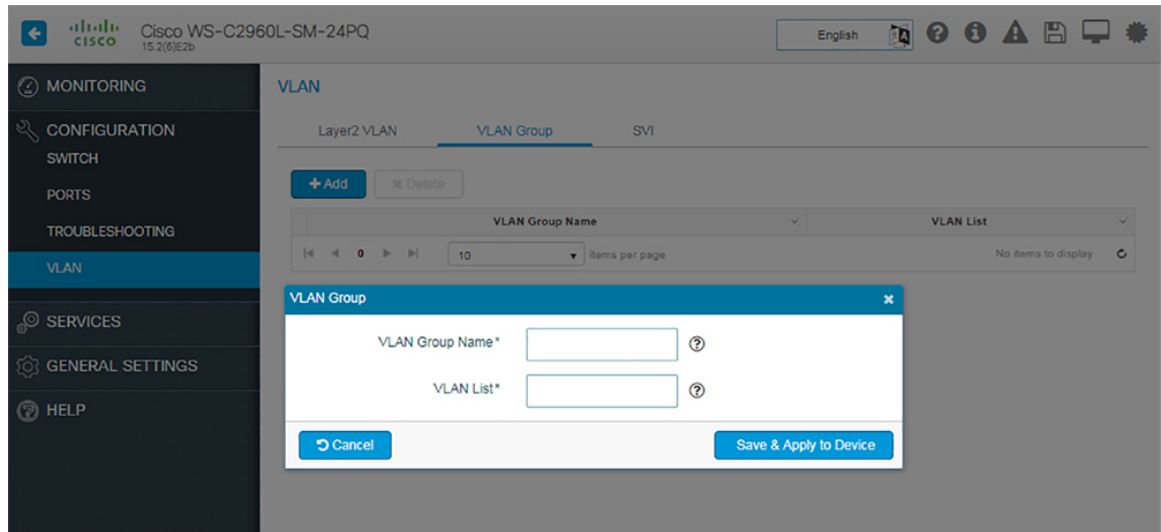 CISCO
Cisco WS-C2960L-SM-24PQ
15.2(6)E2b
English
MONITORING
CONFIGURATION
SWITCH
PORTS
TROUBLESHOOTING
VLAN
SERVICES
GENERAL SETTINGS
HELP
VLAN
Layer2 VLAN VLAN Group SVI
Add Delete
VLAN Group Name VLAN List
0 10 items per page No items to display
VLAN Group
VLAN Group Name*
VLAN List*
Cancel Save & Apply to Device